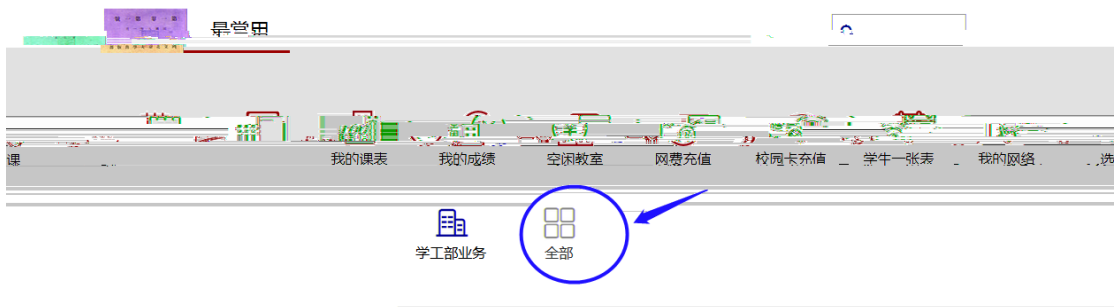 最常用
课 我的课表 我的成绩 空闲教室 网费充值 校园卡充值 学生一张表 我的网络 选
学工部业务 全部